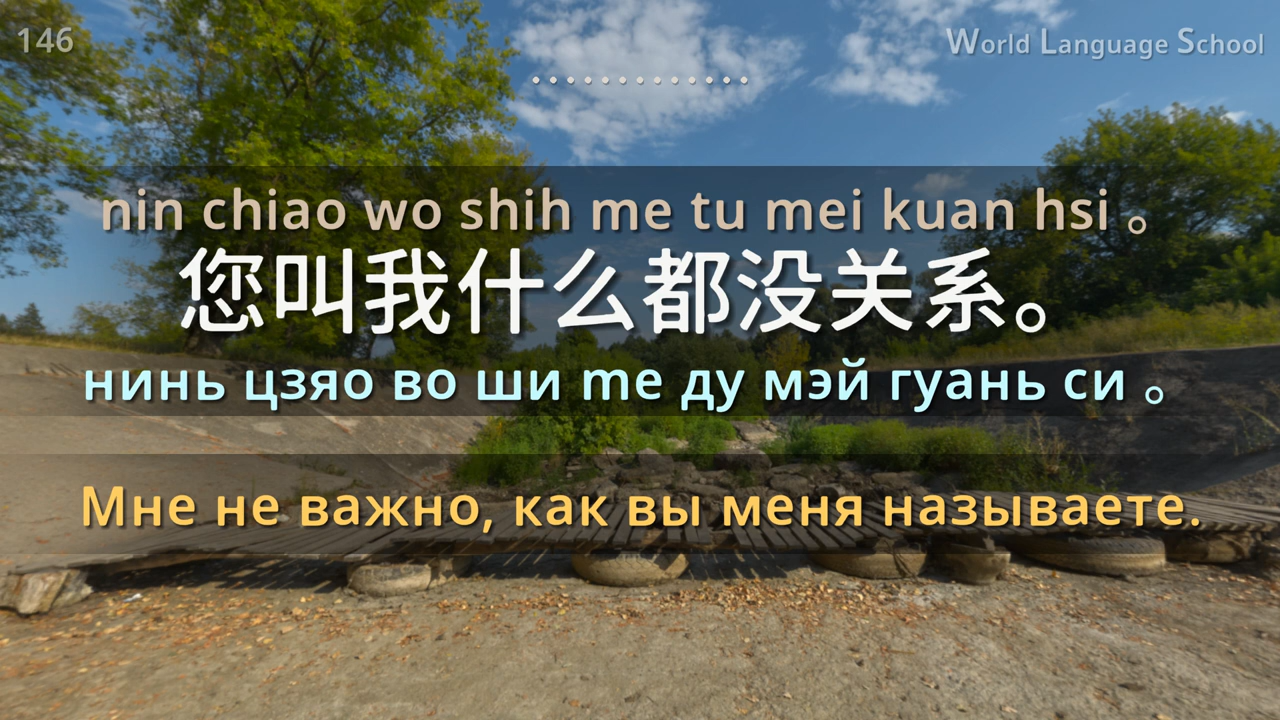 146
World Language School
nin chiao wo shih me tu mei kuan hsi 。
您叫我什么都没关系。
нинь цзяо во ши me ду мэй гуань си 。
Мне не важно, как вы меня называете.